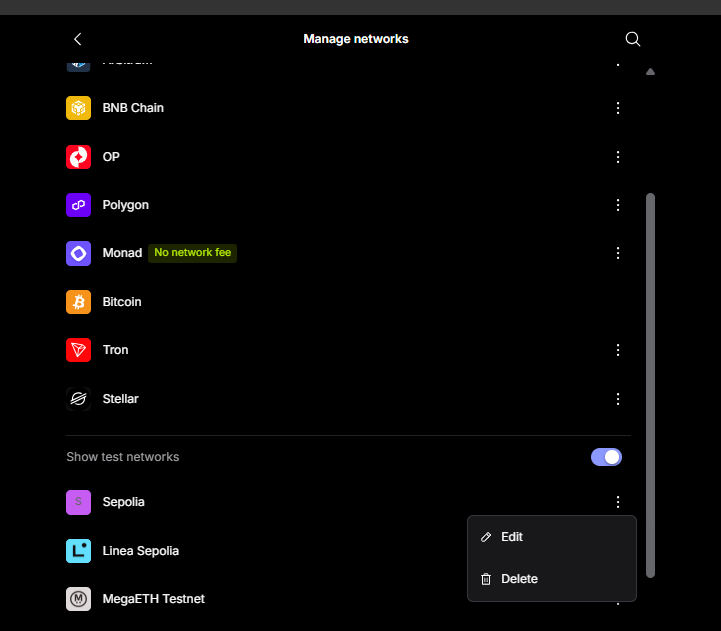 Manage networks
Arbitrum
BNB Chain
OP
Polygon
Monad No network fee
Bitcoin
Tron
Stellar
Show test networks
S Sepolia
Edit
Linea Sepolia
Delete
MegaETH Testnet